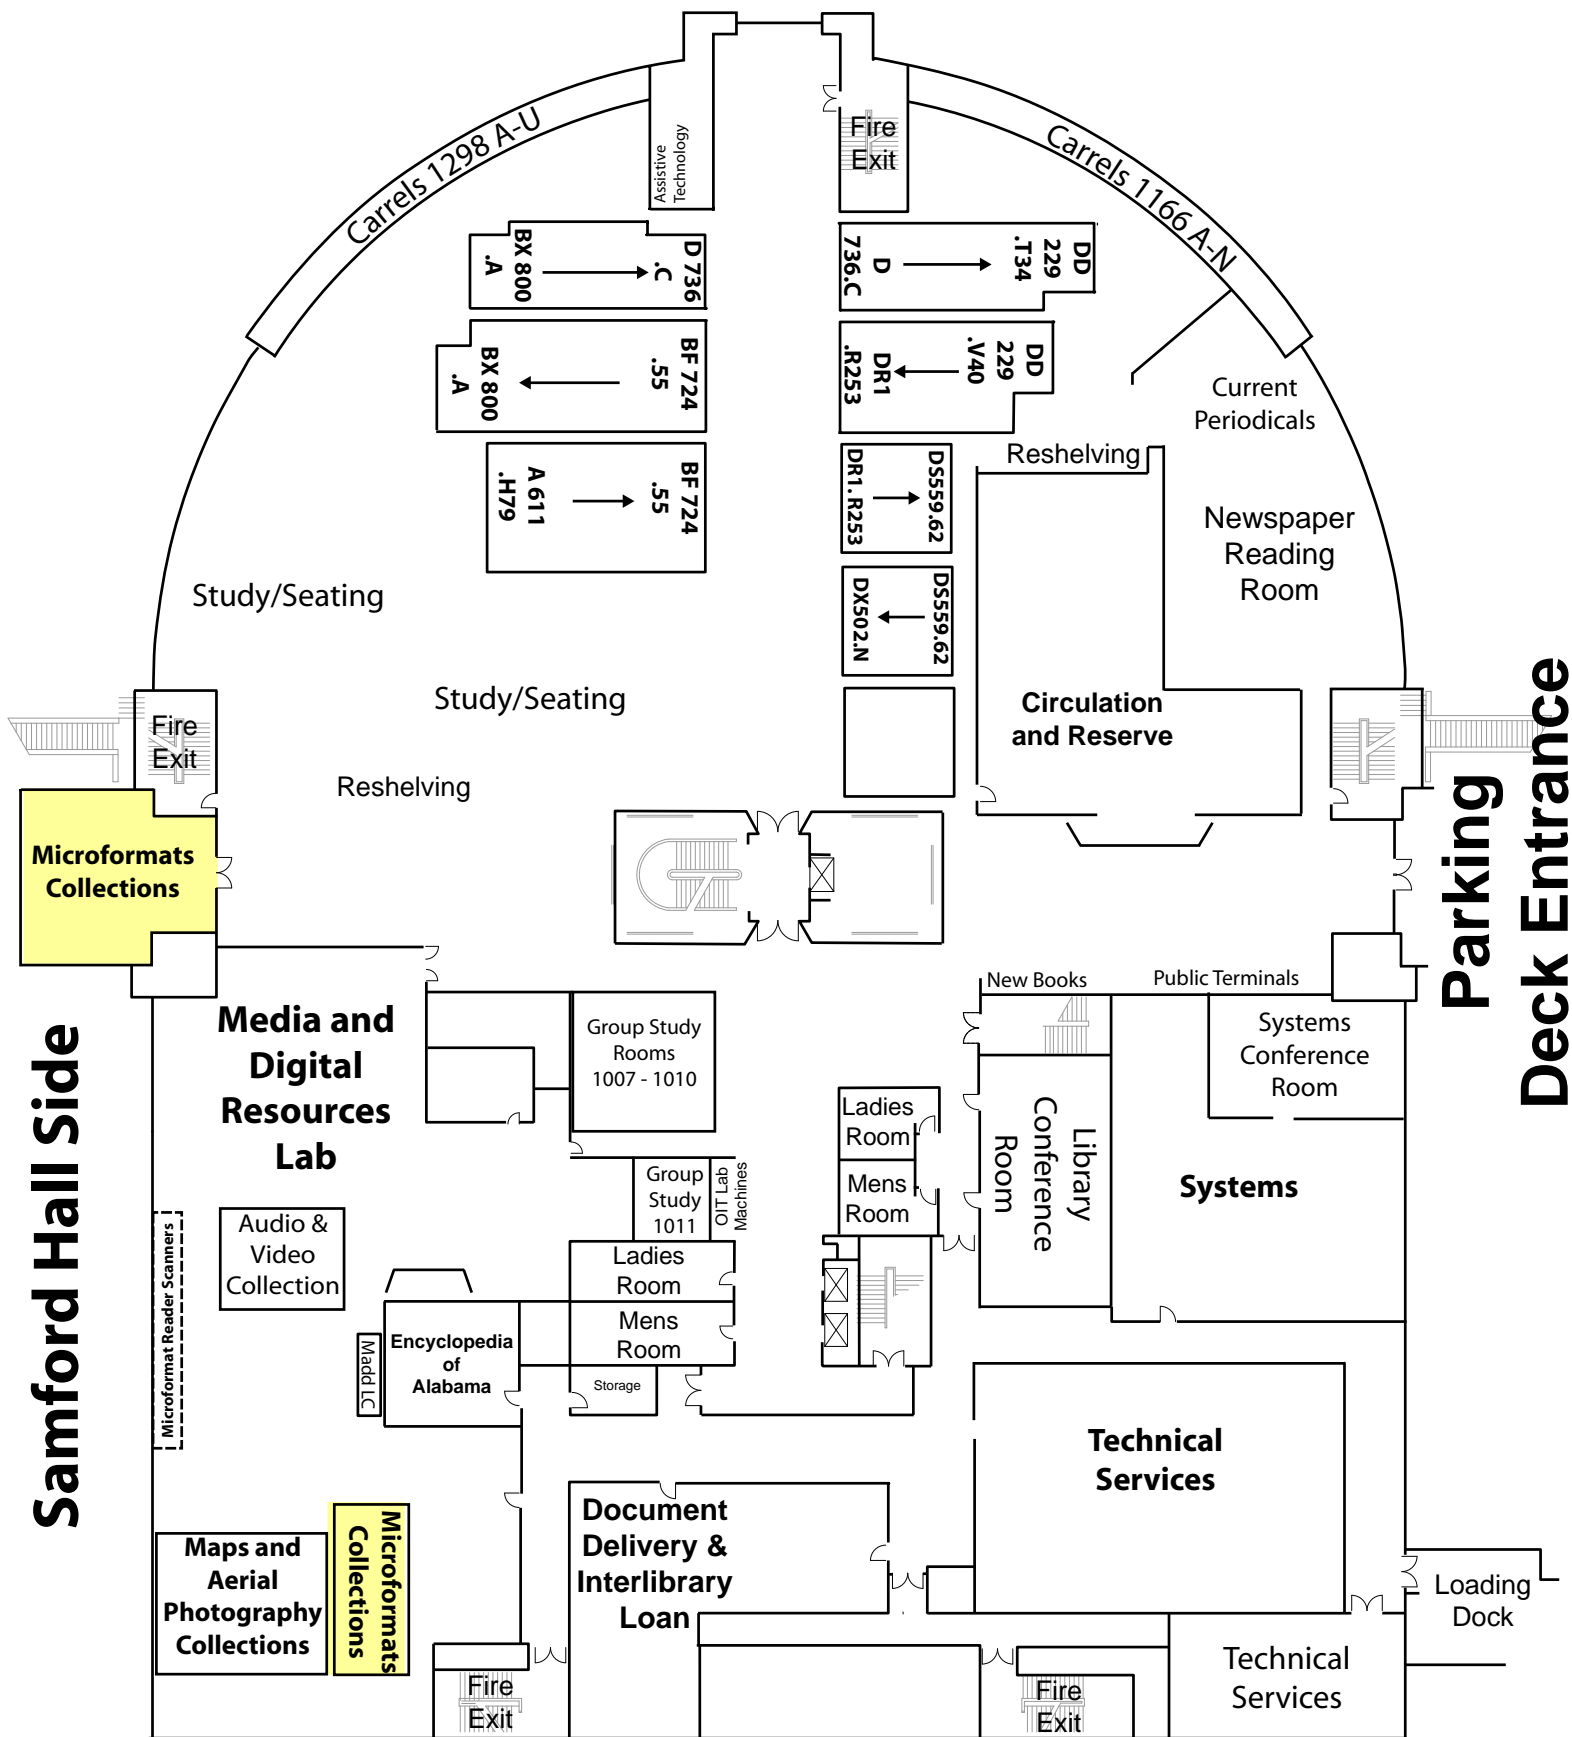 Carrels 1298 A-U
Assistive
Technology
Fire
Exit
Carrels 1166 A-N
BX 800
.A
D 736
.C
D
736.C
DD
229
.T34
BX 800
.A
BF 724
.55
DR1
.R253
DD
229
.V40
Current
Periodicals
A 611
.H79
BF 724
.55
DR1. R253
DS559.62
Reshelving
Newspaper
Reading
Room
DX502.N
DS559.62
Study/Seating
Study/Seating
Circulation
and Reserve
Fire
Exit
Reshelving
Parking
Deck Entrance
Microformats
Collections
New Books
Public Terminals
Media and
Digital
Resources
Lab
Group Study
Rooms
1007 - 1010
Systems
Conference
Room
Samford Hall Side
Ladies
Room
Mens
Room
Library
Conference
Room
Systems
Group
Study
1011
OIT Lab
Machines
Audio &
Video
Collection
Microformat Reader Scanners
Ladies
Room
Mens
Room
Madd LC
Encyclopedia
of
Alabama
Storage
Technical
Services
Document
Delivery &
Interlibrary
Loan
Maps and
Aerial
Photography
Collections
Microformats
Collections
Loading
Dock
Fire
Exit
Fire
Exit
Technical
Services